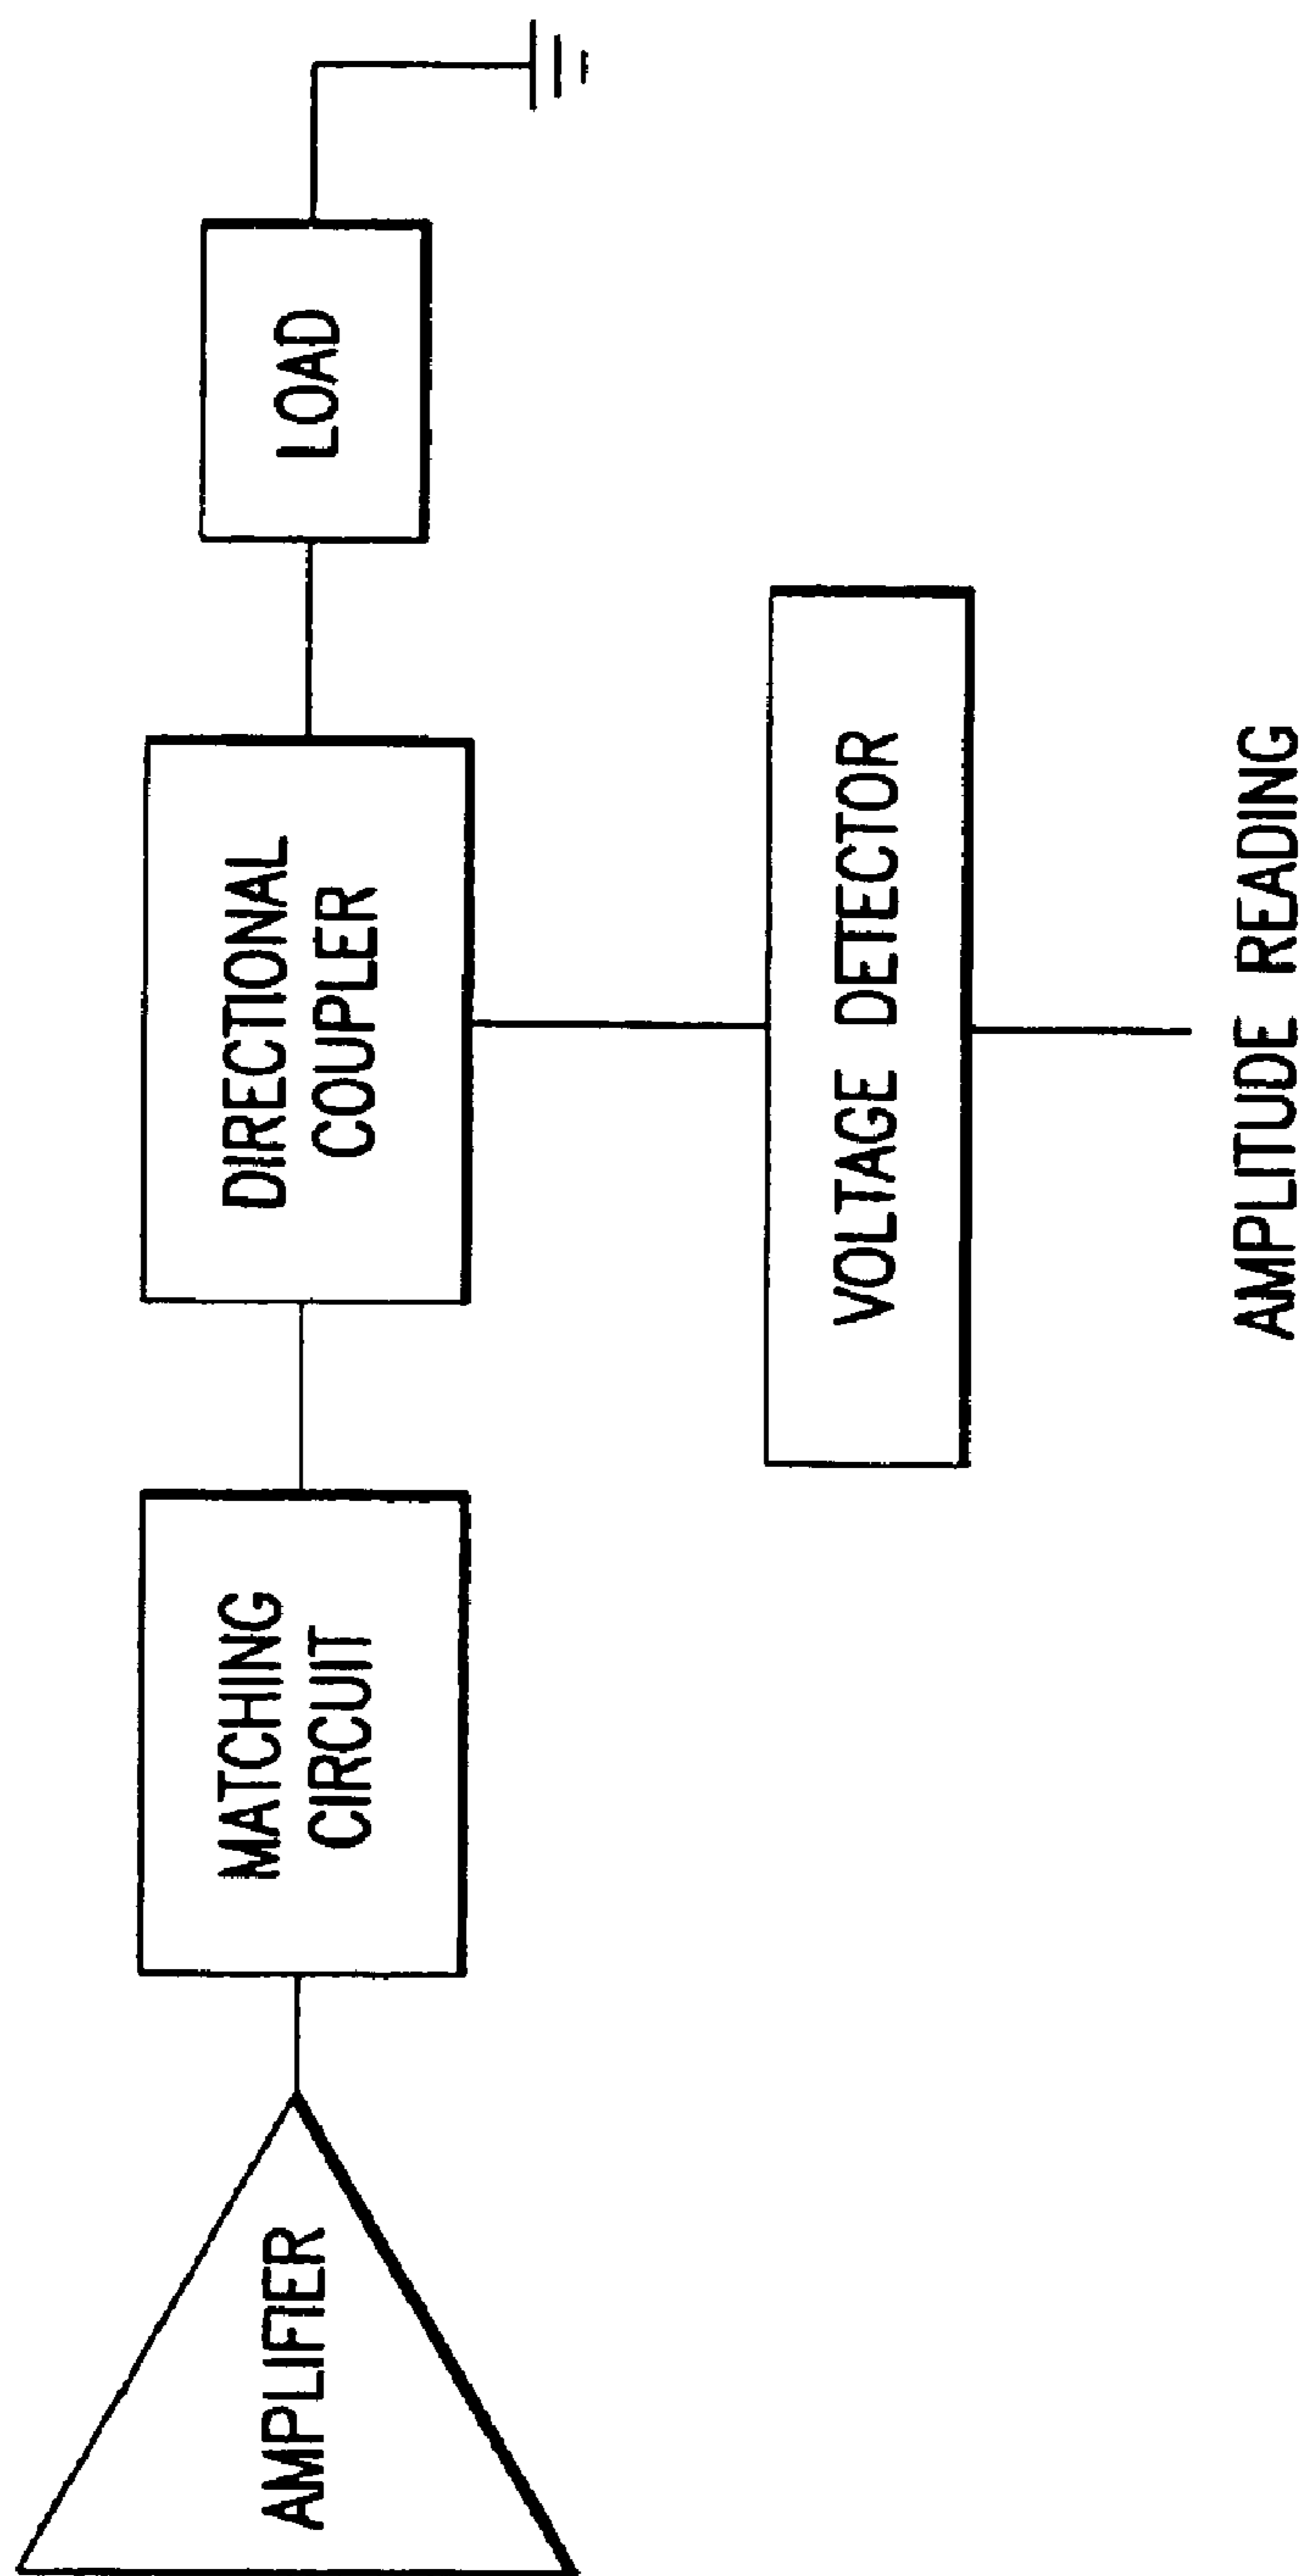 AMPLIFIER
MATCHING
CIRCUIT
DIRECTIONAL
COUPLER
LOAD
VOLTAGE DETECTOR
AMPLITUDE READING